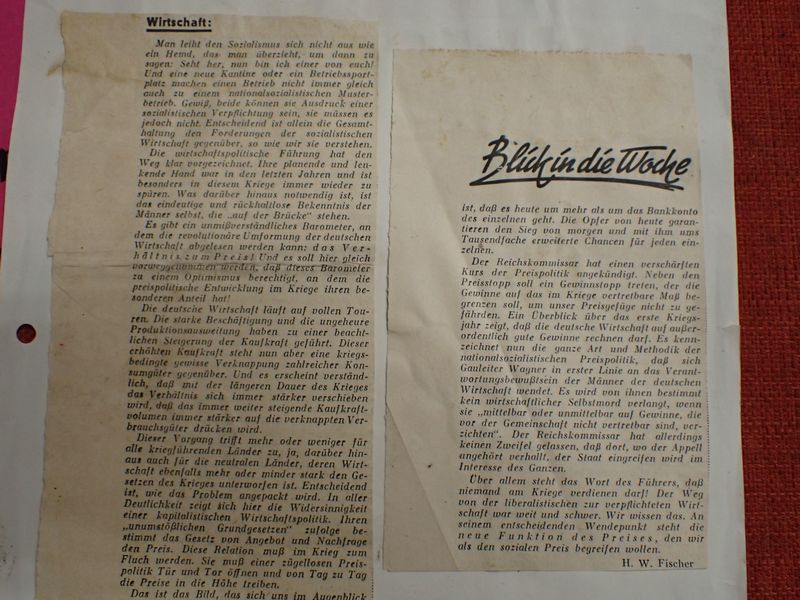 Wirtschaft:
Man leiht den Sozialismus sich nicht aus wie
ein Hemd, das man überzieht, um dann zu
sagen: Seht her, nun bin ich einer von euch!
Und eine neue Kantine oder ein Betriebssport-
platz machen einen Betrieb nicht immer gleich
auch zu einem nationalsozialistischen Muster-
betrieb. Gewiß, beide können sie Ausdruck einer
sozialistischen Verpflichtung sein, sie müssen es
jedoch nicht. Entscheidend ist allein die Gesamt-
haltung den Forderungen der sozialistischen
Wirtschaft gegenüber, so wie wir sie verstehen.
Die wirtschaftspolitische Führung hat den
Weg klar vorgezeichnet. Ihre planende und len-
kende Hand war in den letzten Jahren und ist
besonders in diesem Kriege immer wieder zu
spüren. Was darüber hinaus notwendig ist, ist
das eindeutige und rückhaltlose Bekenntnis der
Männer selbst, die „auf der Brücke" stehen.
Es gibt ein unmißverständliches Barometer, an
dem die revolutionäre Umformung der deutschen
Wirtschaft abgelesen werden kann: das Ver-
hältnis zum Preis! Und es soll hier gleich
vorweggenommen werden, daß dieses Barometer
zu einem Optimismus berechtigt, an dem die
preispolitische Entwicklung im Kriege ihren be-
sonderen Anteil hat!
Die deutsche Wirtschaft läuft auf vollen Tou-
ren. Die starke Beschäftigung und die ungeheure
Produktionsausweitung haben zu einer beacht-
lichen Steigerung der Kaufkraft geführt. Dieser
erhöhten Kaufkraft steht nun aber eine kriegs-
bedingte gewisse Verknappung zahlreicher Kon-
sumgüter gegenüber. Und es erscheint verständ-
lich, daß mit der längeren Dauer des Krieges
das Verhältnis sich immer stärker verschieben
wird, daß das immer weiter steigende Kaufkraft-
volumen immer stärker auf die verknappten Ver-
brauchsgüter drücken wird.
Dieser Vorgang trifft mehr oder weniger für
alle kriegführenden Länder zu, ja, darüber hin-
aus auch für die neutralen Länder, deren Wirt-
schaft ebenfalls mehr oder minder stark den Ge-
setzen des Krieges unterworfen ist. Entscheidend
ist, wie das Problem angepackt wird. In aller
Deutlichkeit zeigt sich hier die Widersinnigkeit
einer kapitalistischen Wirtschaftspolitik. Ihren
„unumstößlichen Grundgesetzen" zufolge be-
stimmt das Gesetz von Angebot und Nachfrage
den Preis. Diese Relation muß im Krieg zum
Fluch werden. Sie muß einer zügellosen Preis-
politik Tür und Tor öffnen und von Tag zu Tag
die Preise in die Höhe treiben.
Das ist das Bild, das sich uns im Augenblick
Blick in die Woche
ist, daß es heute um mehr als um das Bankkonto
des einzelnen geht. Die Opfer von heute garan-
tieren den Sieg von morgen und mit ihm ums
Tausendfache erweiterte Chancen für jeden ein-
zelnen.
Der Reichskommissar hat einen verschärften
Kurs der Preispolitik angekündigt. Neben den
Preisstopp soll ein Gewinnstopp treten, der die
Gewinne auf das im Kriege vertretbare Maß be-
grenzen soll, um unser Preisgefüge nicht zu ge-
fährden. Ein Überblick über das erste Kriegs-
jahr zeigt, daß die deutsche Wirtschaft auf außer-
ordentlich gute Gewinne rechnen darf. Es kenn-
zeichnet nun die ganze Art und Methodik der
nationalsozialistischen Preispolitik, daß sich
Gauleiter Wagner in erster Linie an das Verant-
wortungsbewußtsein der Männer der deutschen
Wirtschaft wendet. Es wird von ihnen bestimmt
kein wirtschaftlicher Selbstmord verlangt, wenn
sie „mittelbar oder unmittelbar auf Gewinne, die
vor der Gemeinschaft nicht vertretbar sind, ver-
zichten". Der Reichskommissar hat allerdings
keinen Zweifel gelassen, daß dort, wo der Appell
ungehört verhallt, der Staat eingreifen wird im
Interesse des Ganzen.
Über allem steht das Wort des Führers, daß
niemand am Kriege verdienen darf! Der Weg
von der liberalistischen zur verpflichteten Wirt-
schaft war weit und schwer. Wir wissen das. An
seinem entscheidenden Wendepunkt steht die
neue Funktion des Preises, den wir
als den sozialen Preis begreifen wollen.
H. W. Fischer